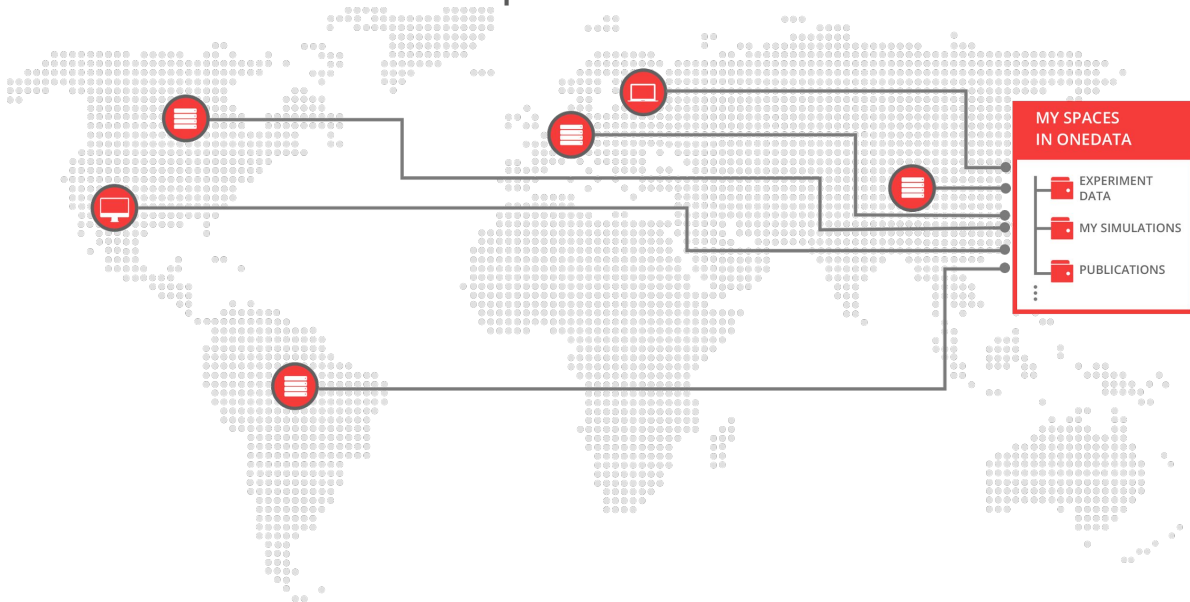 MY SPACES
IN ONEDATA
EXPERIMENT
DATA
MY SIMULATIONS
PUBLICATIONS